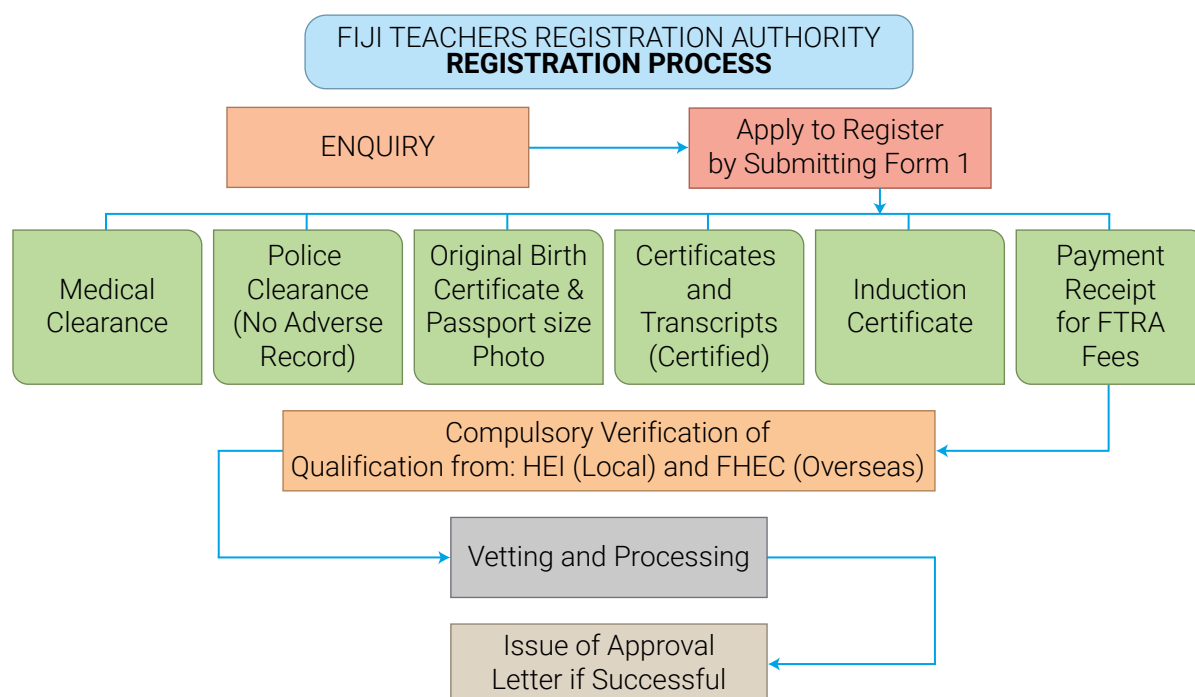 FIJI TEACHERS REGISTRATION AUTHORITY
REGISTRATION PROCESS
ENQUIRY
Apply to Register
by Submitting Form 1
Medical
Clearance
Police
Clearance
(No Adverse
Record)
Original Birth
Certificate &
Passport size
Photo
Certificates
and
Transcripts
(Certified)
Induction
Certificate
Payment
Receipt
for FTRA
Fees
Compulsory Verification of
Qualification from: HEI (Local) and FHEC (Overseas)
Vetting and Processing
Issue of Approval
Letter if Successful